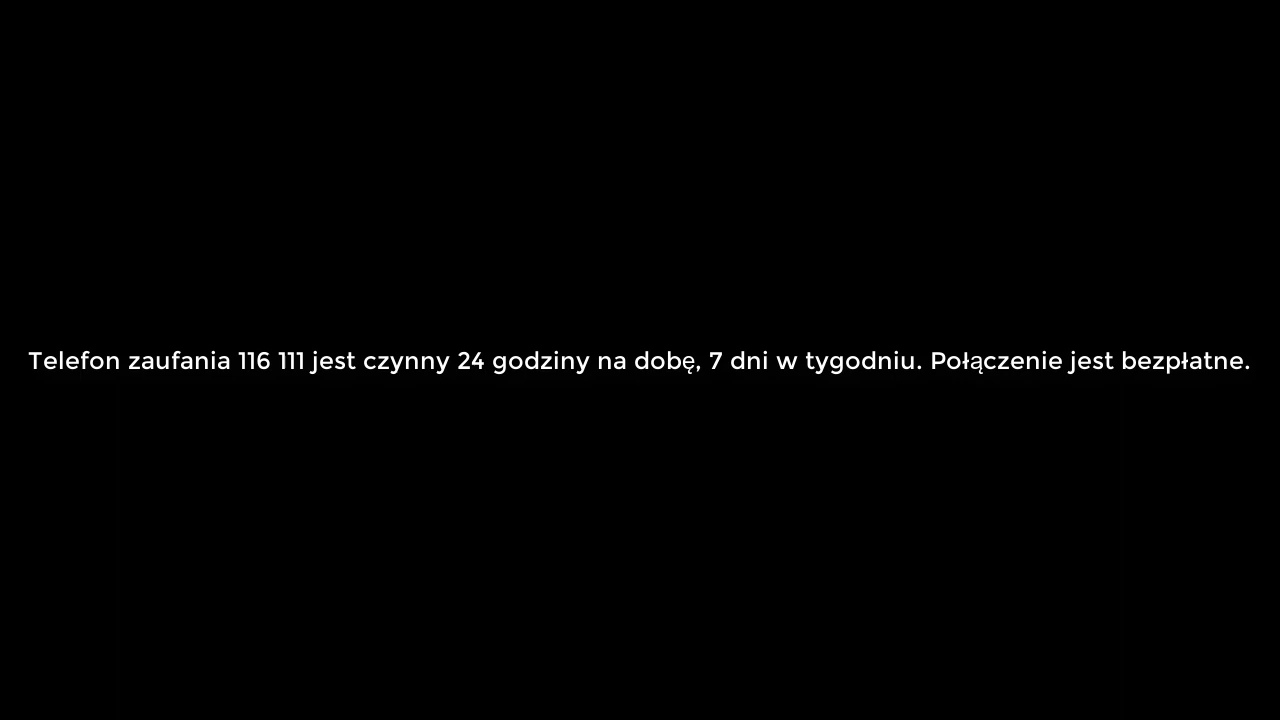 Telefon zaufania 116 111 jest czynny 24 godziny na dobę, 7 dni w tygodniu. Połączenie jest bezpłatne.